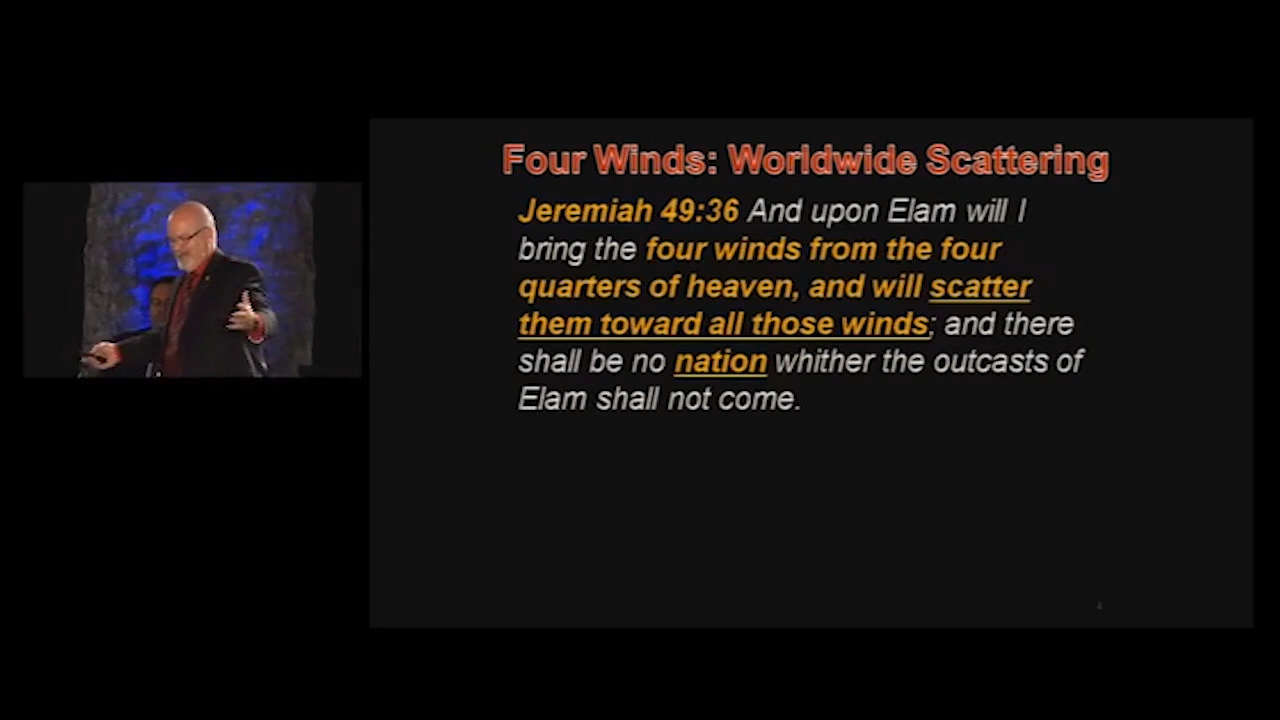 Four Winds: Worldwide Scattering
Jeremiah 49:36 And upon Elam will I
bring the four winds from the four
quarters of heaven, and will scatter
them toward all those winds; and there
shall be no nation whither the outcasts of
Elam shall not come.